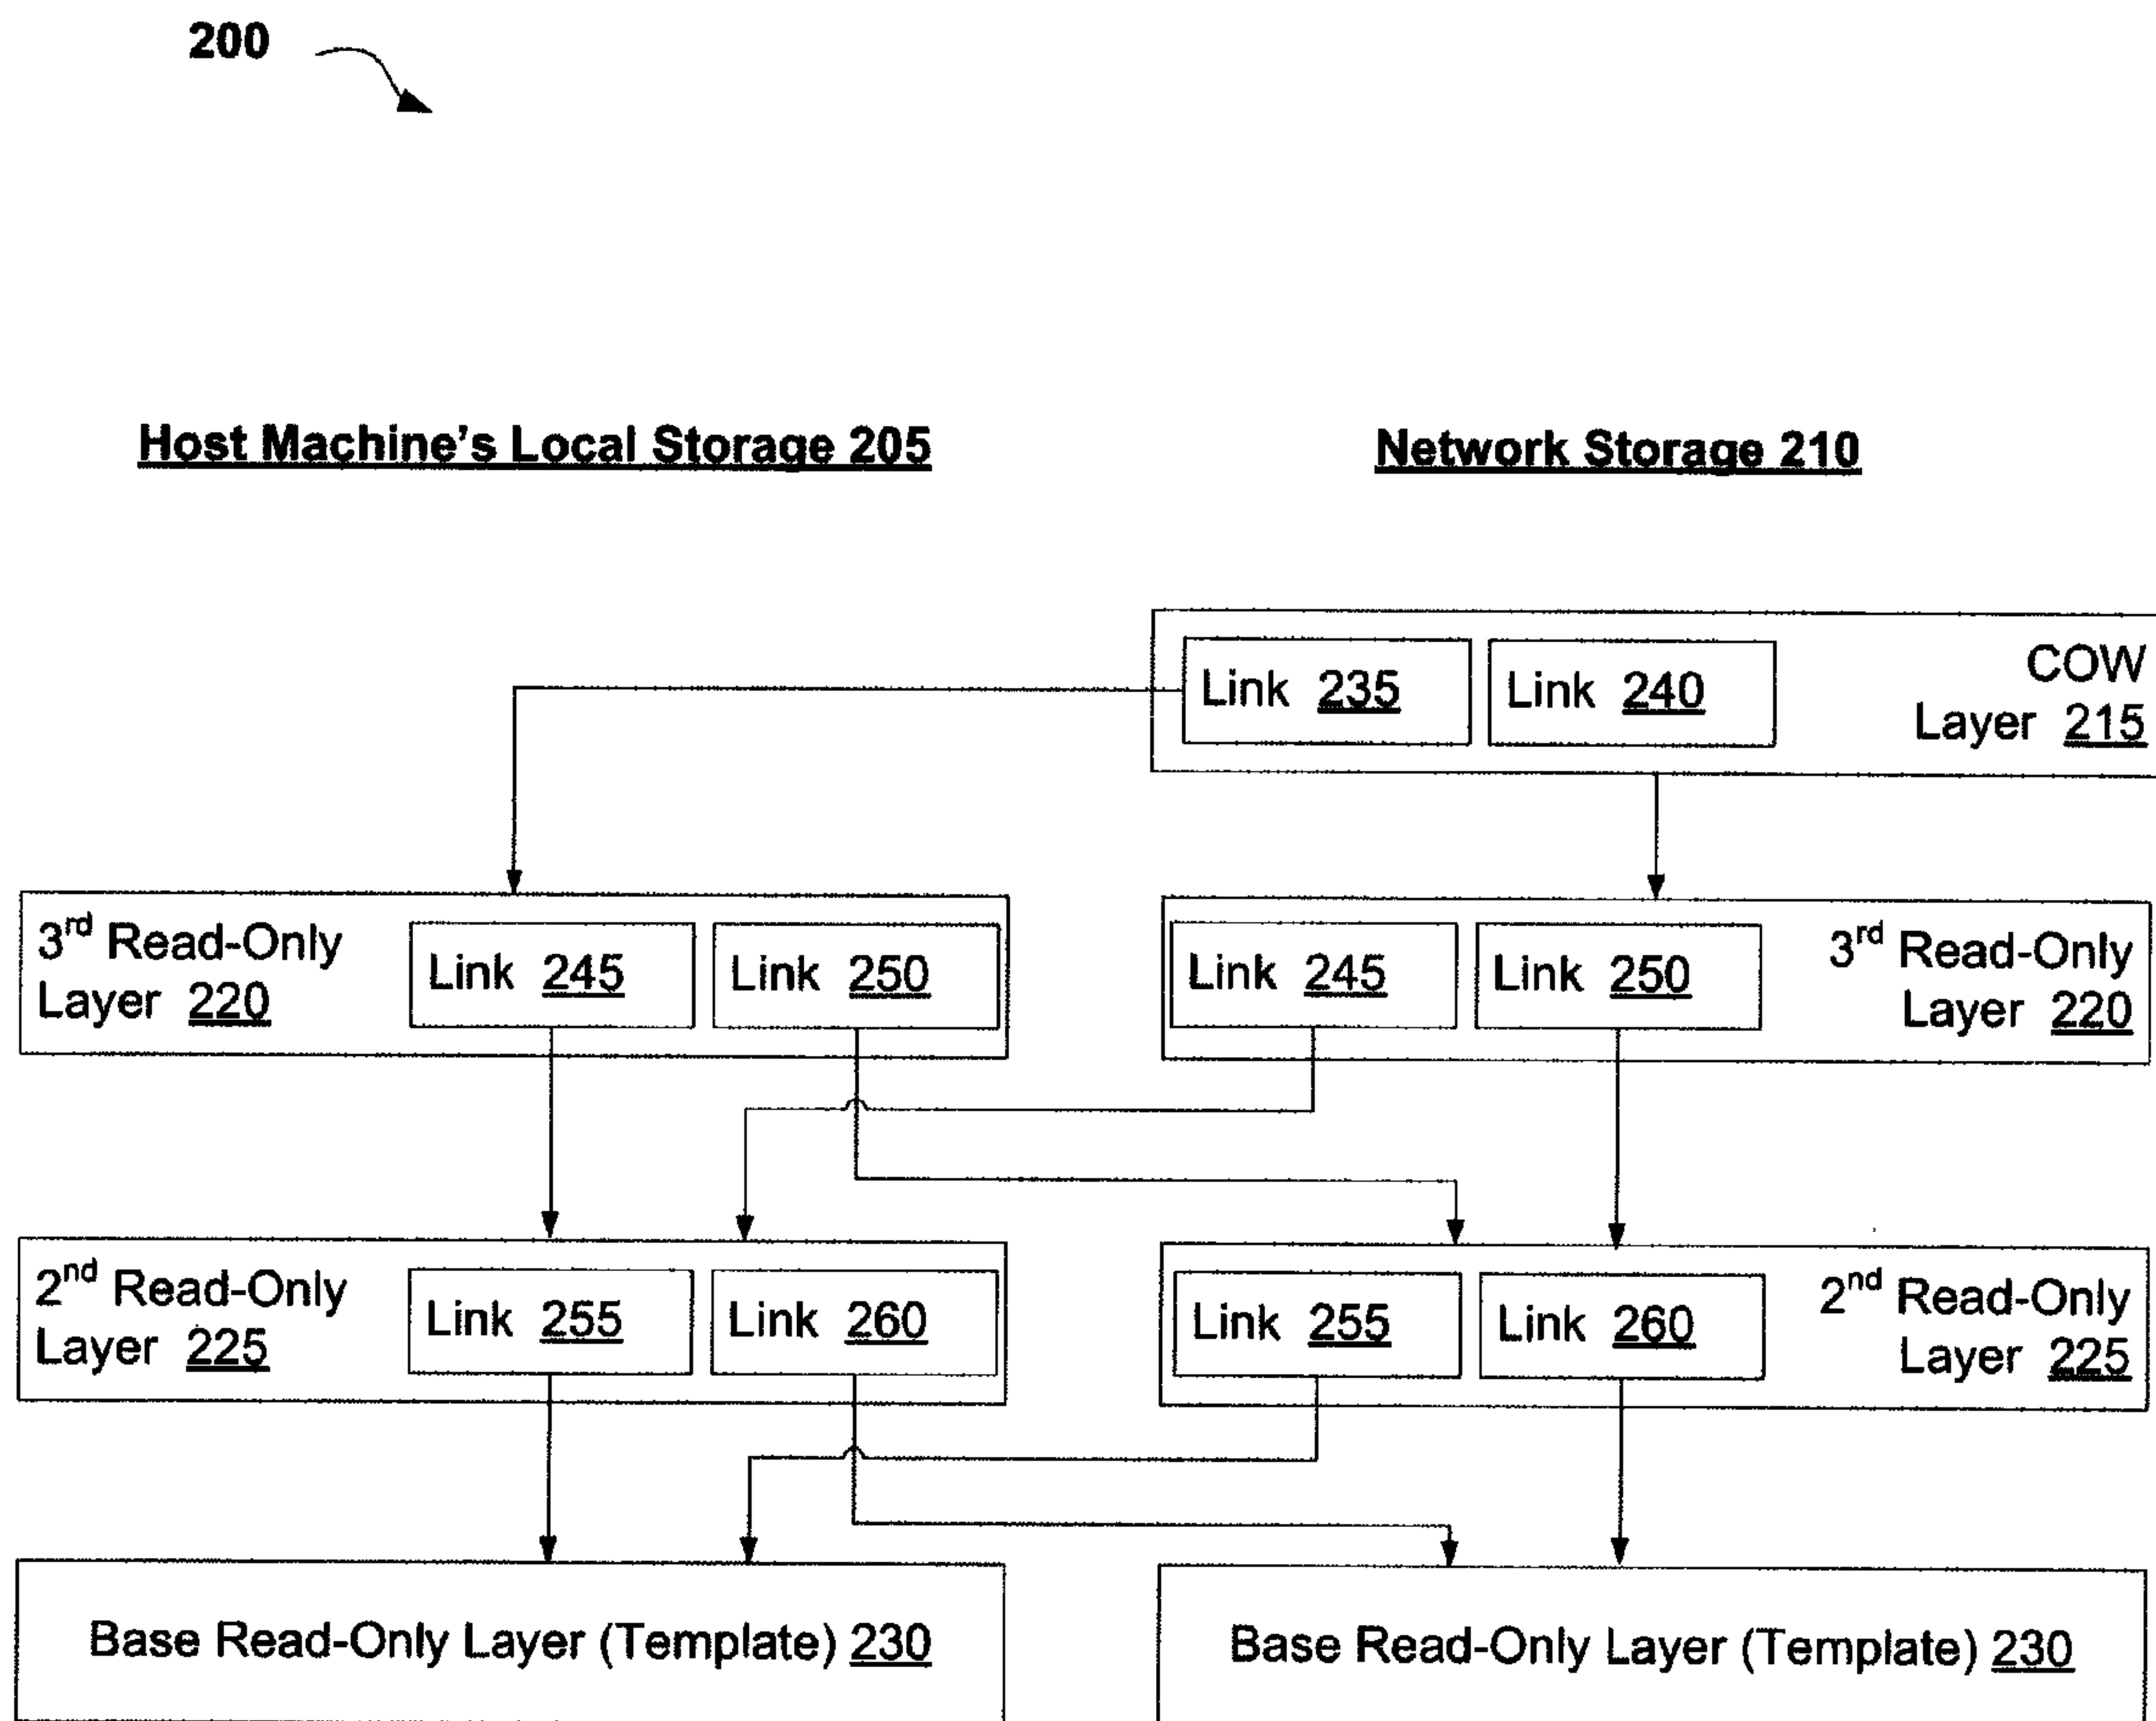 200
Host Machine's Local Storage 205
Network Storage 210
Link 235
Link 240
COW
Layer 215
3rd Read-Only
Layer 220
Link 245
Link 250
Link 245
Link 250
3rd Read-Only
Layer 220
2nd Read-Only
Layer 225
Link 255
Link 260
Link 255
Link 260
2nd Read-Only
Layer 225
Base Read-Only Layer (Template) 230
Base Read-Only Layer (Template) 230